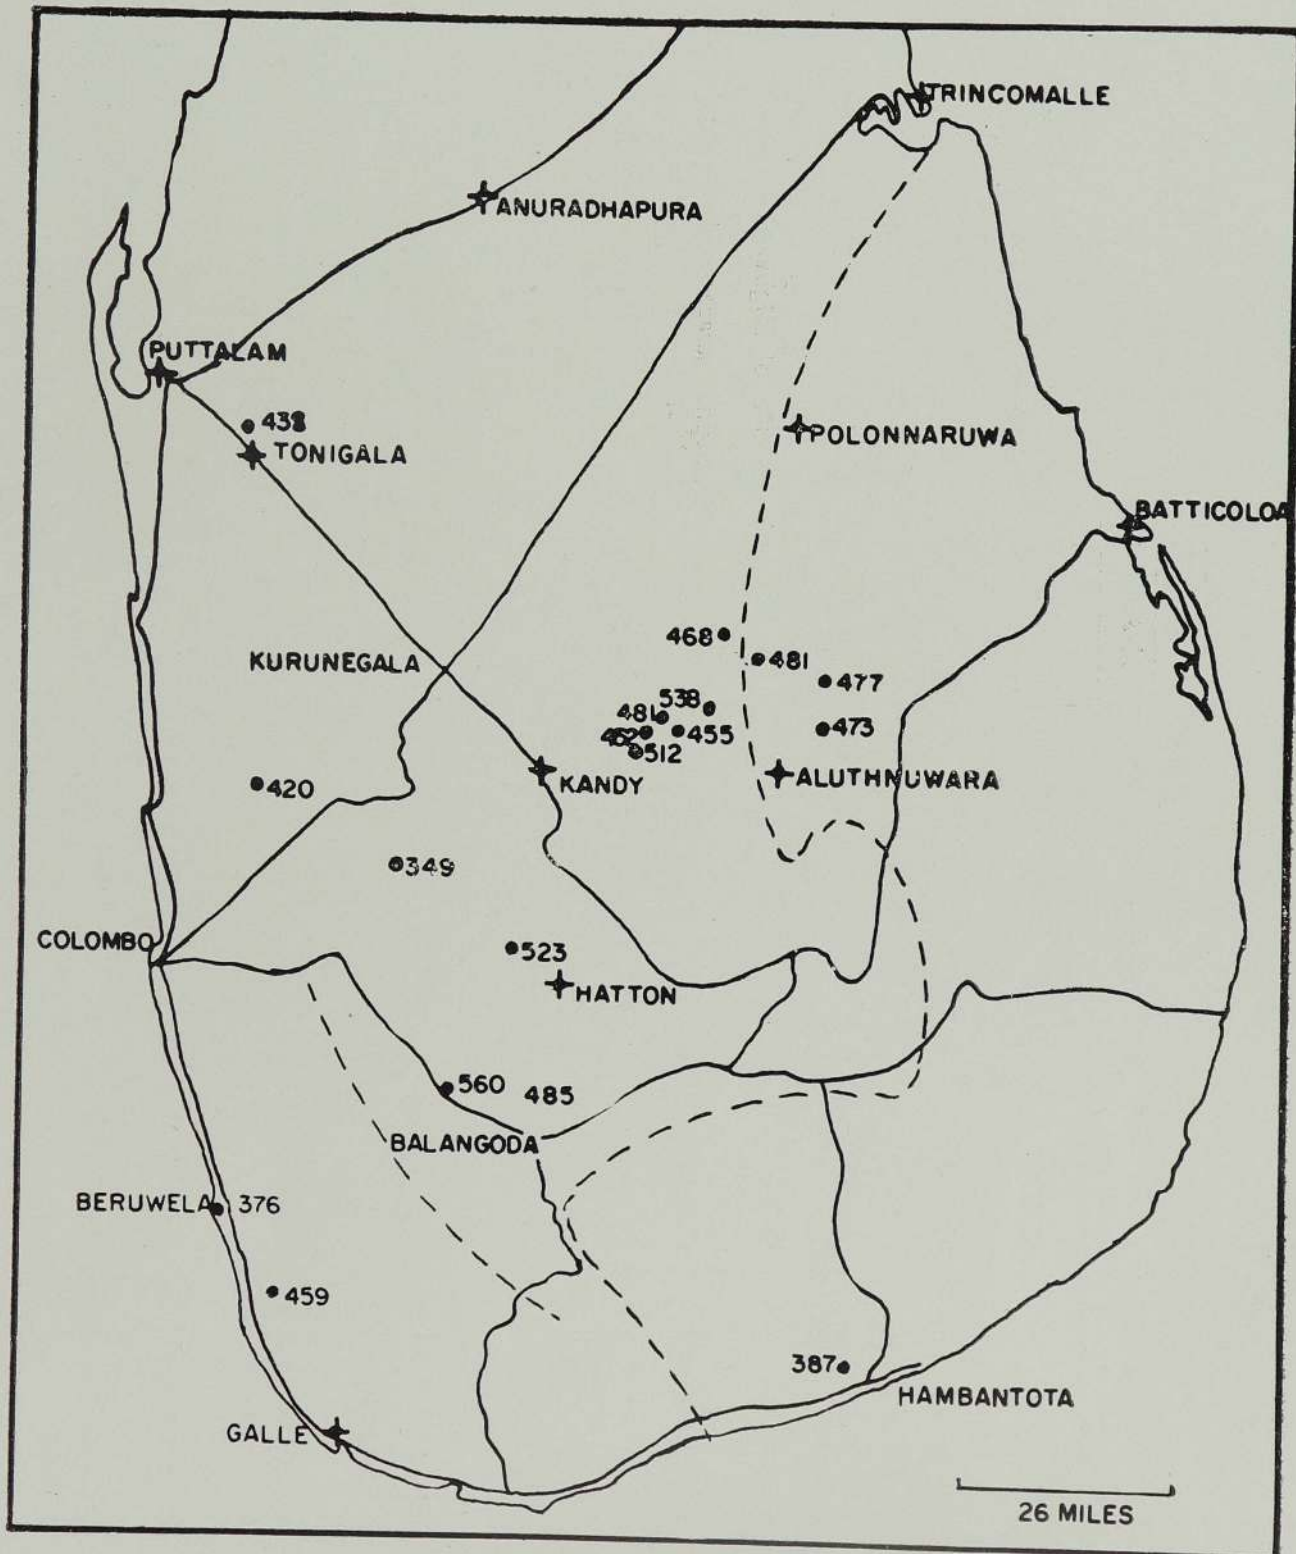 TRINCOMALLE
ANURADHAPURA
PUTTALAM
438
TONIGALA
POLONNARUWA
BATTICOLOA
468
481
KURUNEGALA
477
538
481
455
473
512
KANDY
ALUTHNUWARA
420
349
COLOMBO
523
HATTON
560
485
BALANGODA
BERUWELA
376
459
387
HAMBANTOTA
GALLE
26 MILES